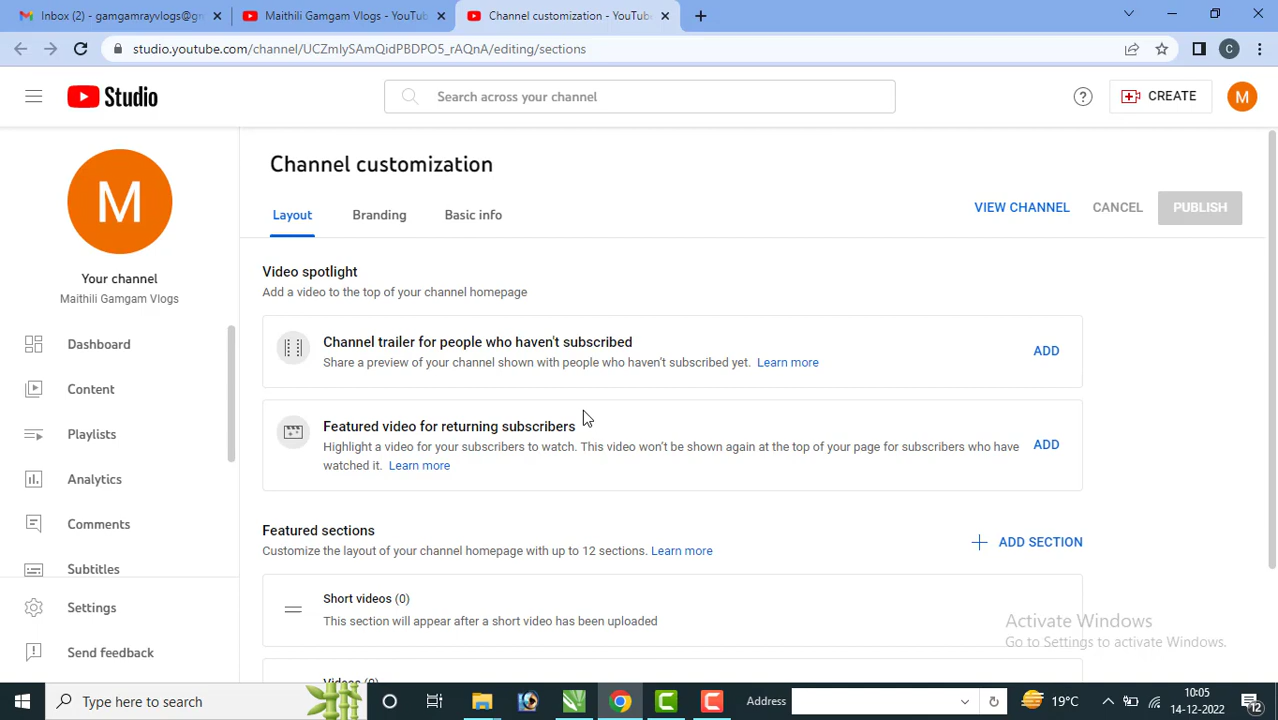 Inbox (2) - gamgamrayvlogs@g
Maithili Gamgam Vlogs - YouTu
Channel customization - YouTube
studio.youtube.com/channel/UCZmlySAmQidPBDPO5_rAQnA/editing/sections
C
Studio
Search across your channel
CREATE
M
M
Your channel
Maithili Gamgam Vlogs
Dashboard
Content
Playlists
Analytics
Comments
Subtitles
Settings
Send feedback
Channel customization
Layout
Branding
Basic info
VIEW CHANNEL
CANCEL
PUBLISH
Video spotlight
Add a video to the top of your channel homepage
Channel trailer for people who haven't subscribed
Share a preview of your channel shown with people who haven't subscribed yet. Learn more
ADD
Featured video for returning subscribers
Highlight a video for your subscribers to watch. This video won't be shown again at the top of your page for subscribers who have
watched it. Learn more
ADD
Featured sections
Customize the layout of your channel homepage with up to 12 sections. Learn more
ADD SECTION
Short videos (0)
This section will appear after a short video has been uploaded
Videos (0)
Activate Windows
Go to Settings to activate Windows.
Type here to search
Address
19°C
10:05
14-12-2022
12